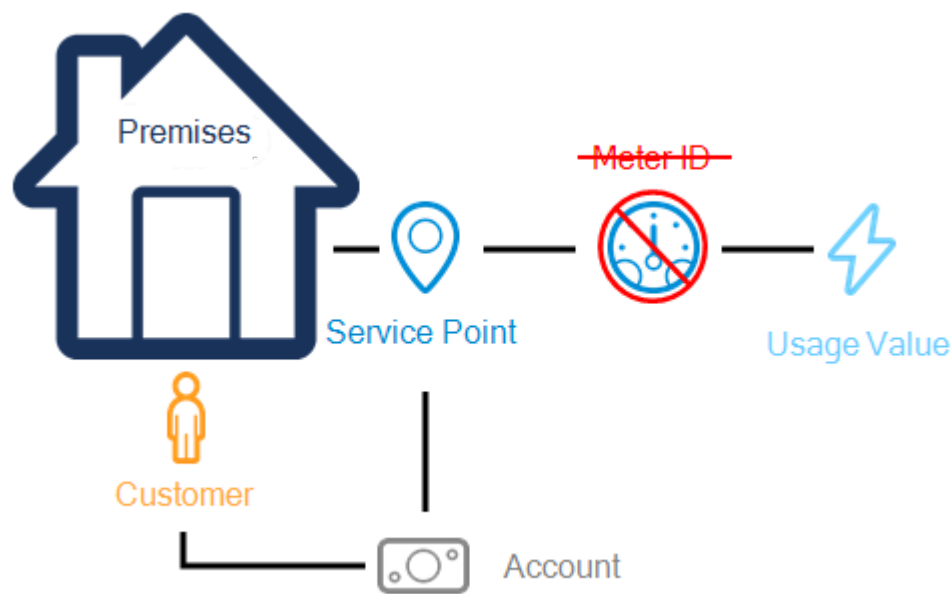 Premises
Meter ID
Service Point
Usage Value
Customer
Account